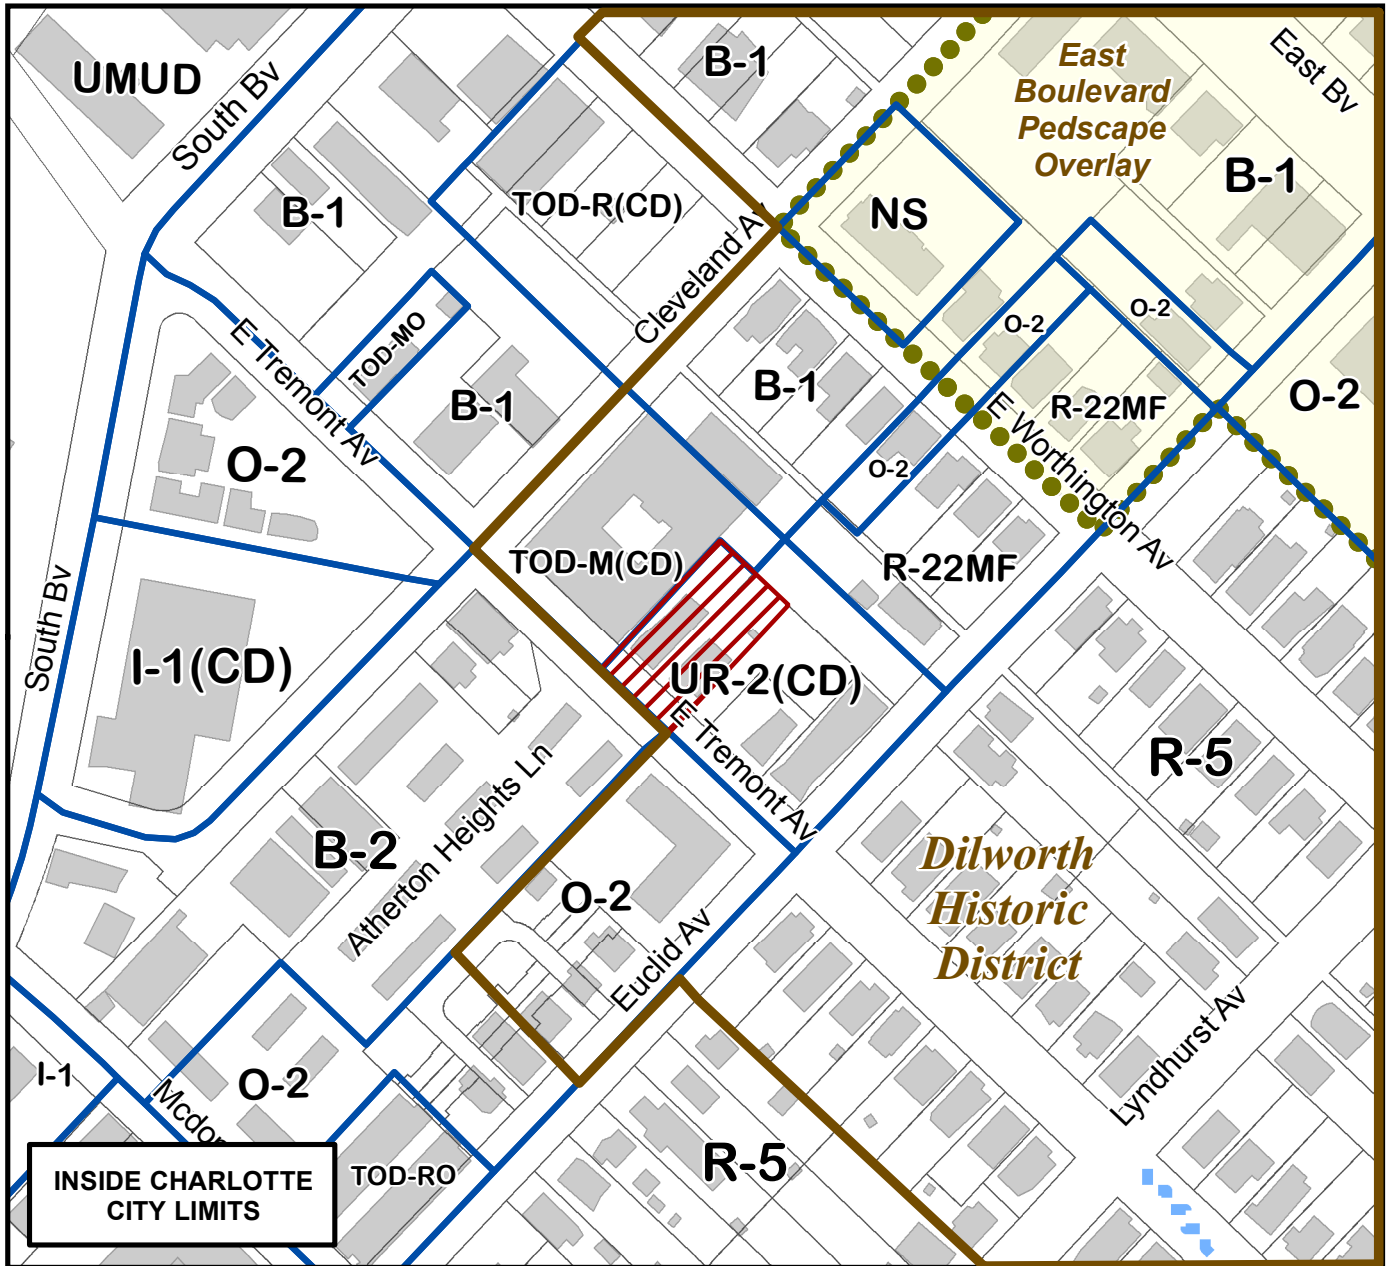 UMUD
South Bv
B-1
East
Boulevard
Pedscape
Overlay
East Bv
B-1
B-1
TOD-R(CD)
NS
Cleveland Av
E Tremont Av
TOD-MO
B-1
B-1
O-2
O-2
O-2
R-22MF
O-2
O-2
E Worthington Av
TOD-M(CD)
R-22MF
South Bv
I-1(CD)
UR-2(CD)
E Tremont Av
R-5
B-2
Atherton Heights Ln
O-2
Dilworth
Historic
District
Euclid Av
Lyndhurst Av
I-1
O-2
TOD-RO
R-5
INSIDE CHARLOTTE
CITY LIMITS